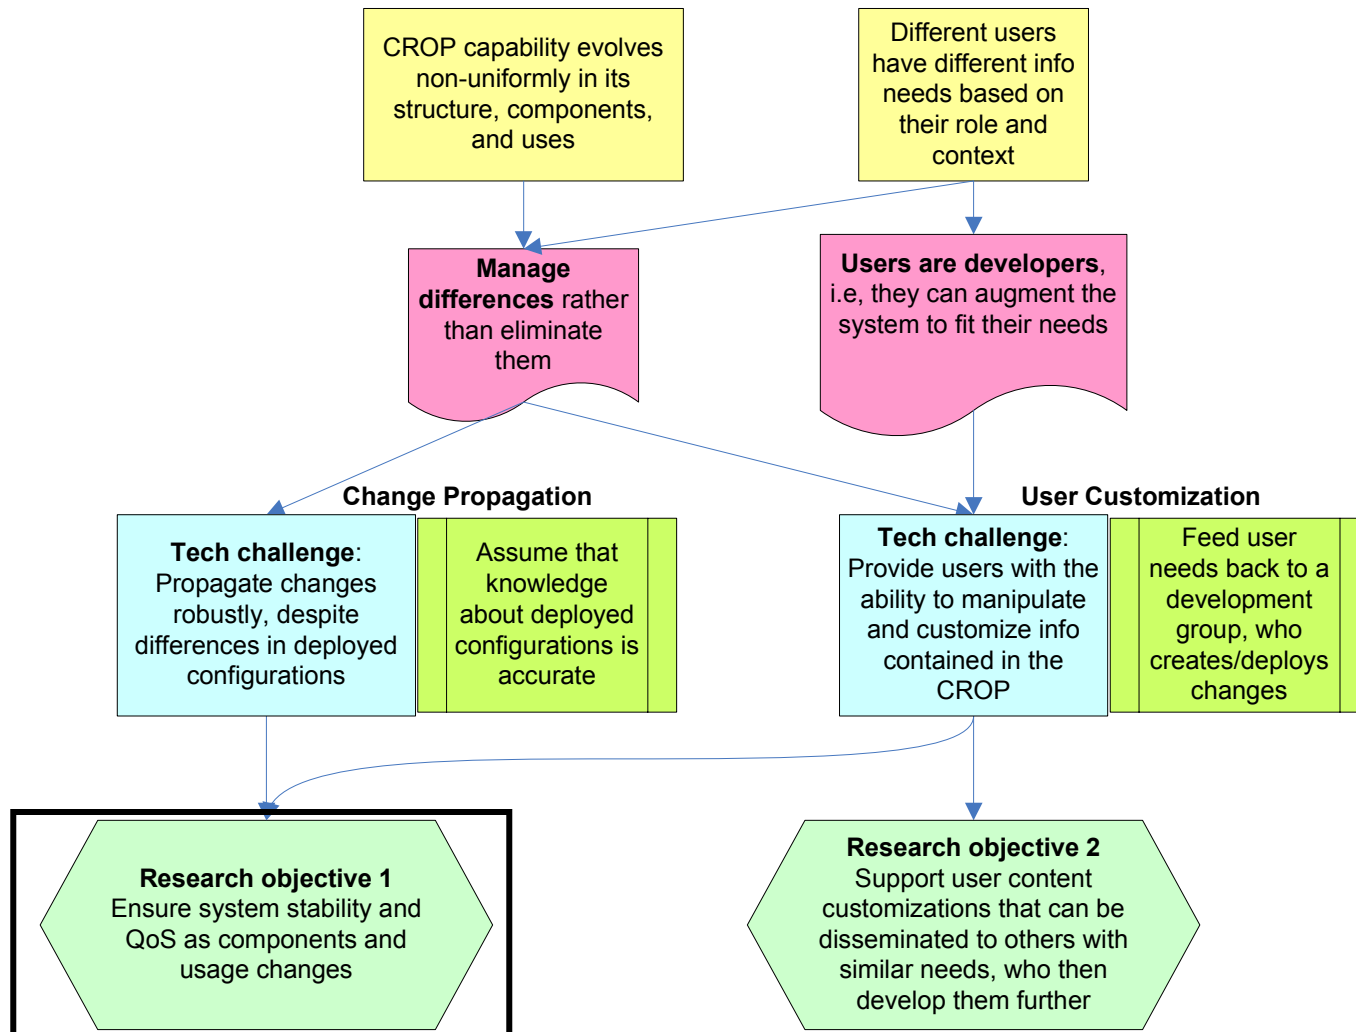 CROP capability evolves
non-uniformly in its
structure, components,
and uses
Different users
have different info
needs based on
their role and
context
Manage
differences rather
than eliminate
them
Users are developers,
i.e, they can augment the
system to fit their needs
Change Propagation
User Customization
Tech challenge:
Propagate changes
robustly, despite
differences in deployed
configurations
Assume that
knowledge
about deployed
configurations is
accurate
Tech challenge:
Provide users with the
ability to manipulate
and customize info
contained in the
CROP
Feed user
needs back to a
development
group, who
creates/deploys
changes
Research objective 1
Ensure system stability and
QoS as components and
usage changes
Research objective 2
Support user content
customizations that can be
disseminated to others with
similar needs, who then
develop them further